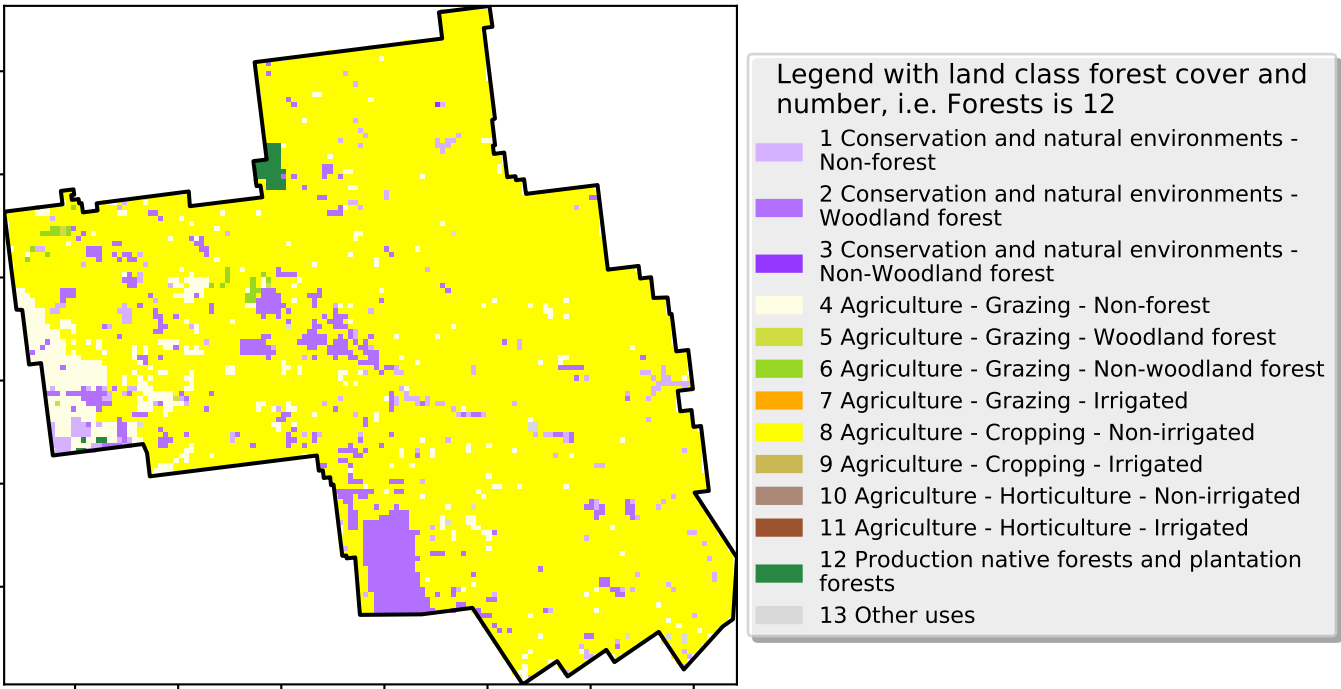 Legend with land class forest cover and
number, i.e. Forests is 12
1 Conservation and natural environments -
Non-forest
2 Conservation and natural environments -
Woodland forest
3 Conservation and natural environments -
Non-Woodland forest
4 Agriculture - Grazing - Non-forest
5 Agriculture - Grazing - Woodland forest
6 Agriculture - Grazing - Non-woodland forest
7 Agriculture - Grazing - Irrigated
8 Agriculture - Cropping - Non-irrigated
9 Agriculture - Cropping - Irrigated
10 Agriculture - Horticulture - Non-irrigated
11 Agriculture - Horticulture - Irrigated
12 Production native forests and plantation
forests
13 Other uses